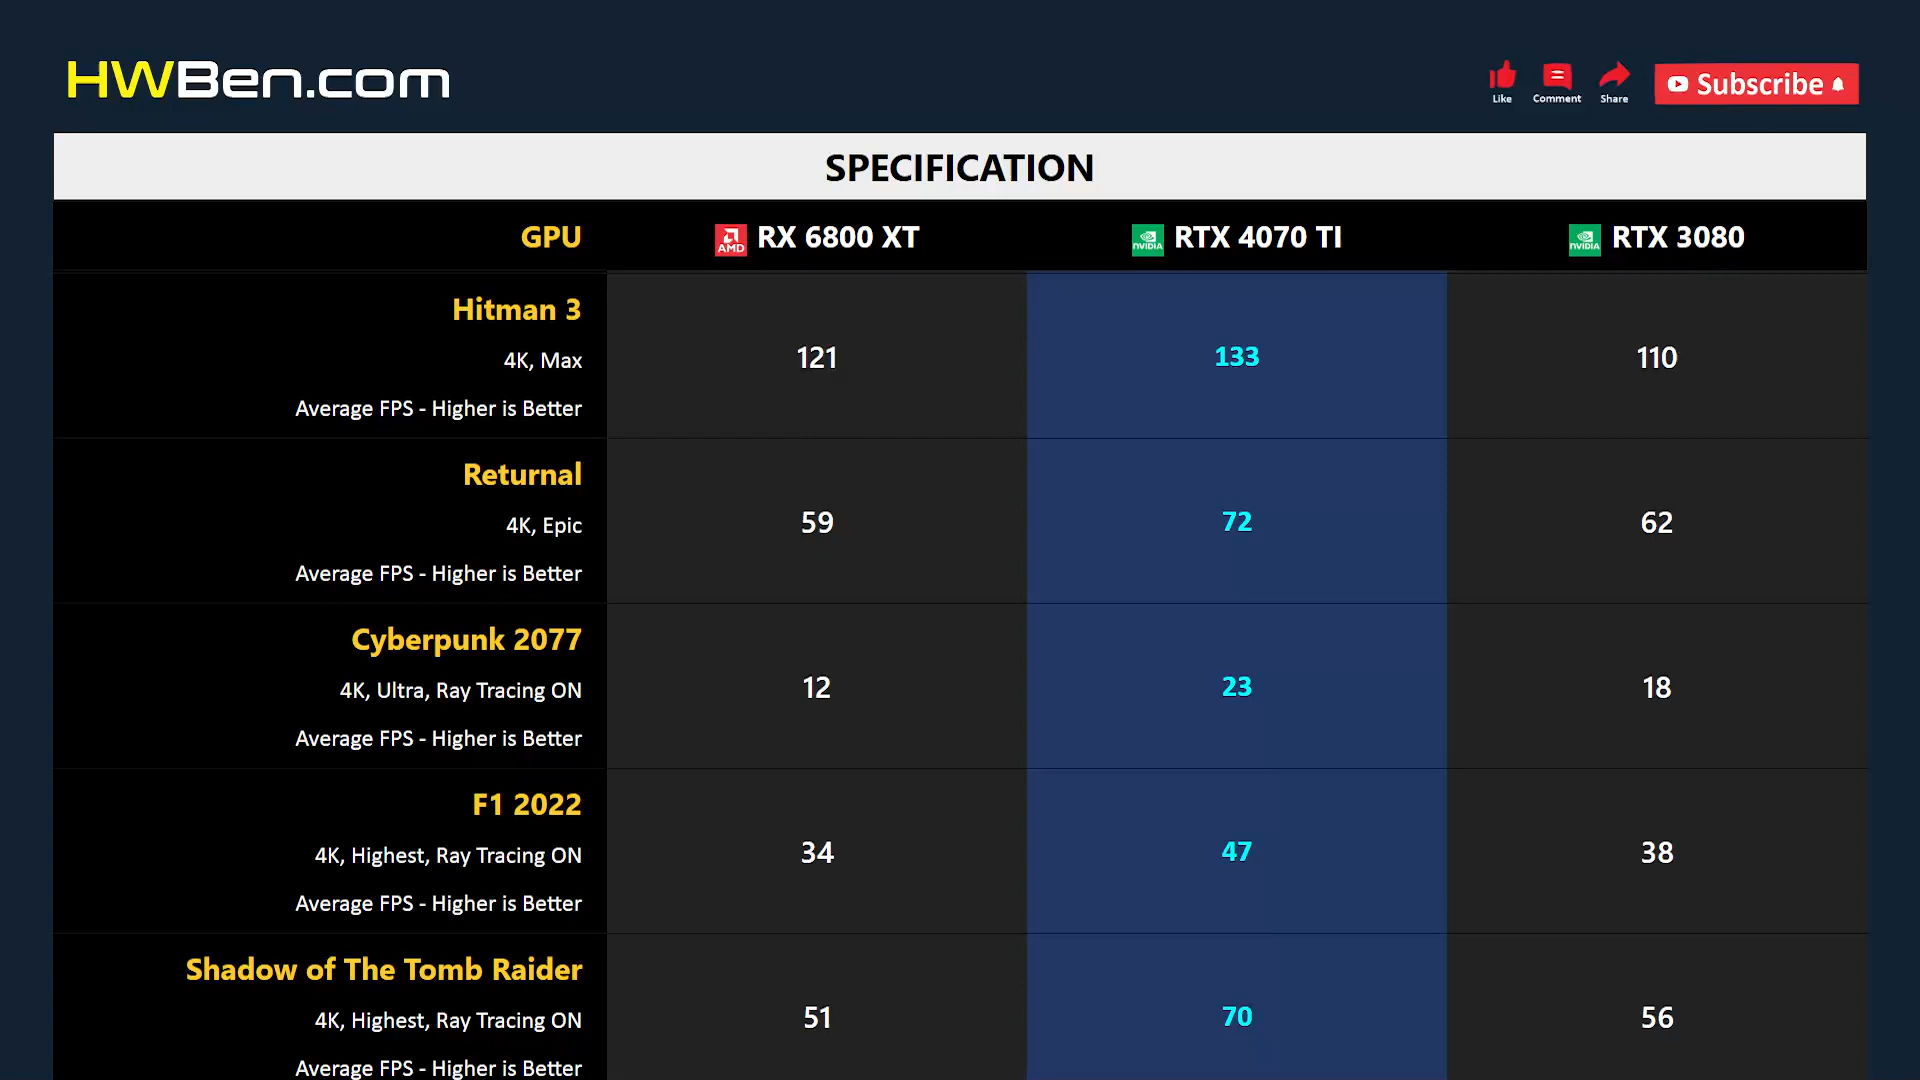 HWBen.com
Like
Comment
Share
Subscribe
SPECIFICATION
GPU
AMD
RX 6800 XT
NVIDIA
RTX 4070 TI
NVIDIA
RTX 3080
Hitman 3
4K, Max
Average FPS - Higher is Better
121
133
110
Returnal
4K, Epic
Average FPS - Higher is Better
59
72
62
Cyberpunk 2077
4K, Ultra, Ray Tracing ON
Average FPS - Higher is Better
12
23
18
F1 2022
4K, Highest, Ray Tracing ON
Average FPS - Higher is Better
34
47
38
Shadow of The Tomb Raider
4K, Highest, Ray Tracing ON
Average FPS - Higher is Better
51
70
56